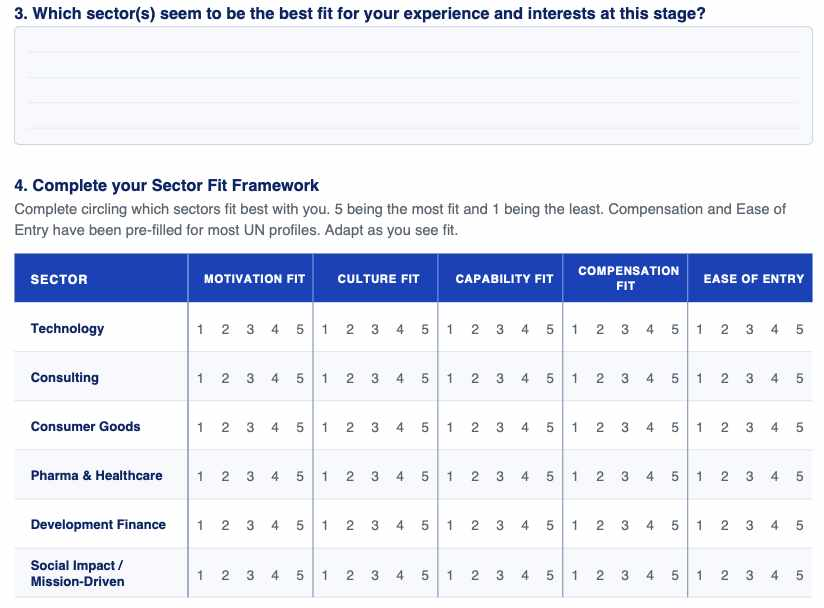 3. Which sector(s) seem to be the best fit for your experience and interests at this stage?
4. Complete your Sector Fit Framework
Complete circling which sectors fit best with you. 5 being the most fit and 1 being the least. Compensation and Ease of
Entry have been pre-filled for most UN profiles. Adapt as you see fit.
SECTOR MOTIVATION FIT CULTURE FIT CAPABILITY FIT COMPENSATION FIT EASE OF ENTRY
Technology 1 2 3 4 5 1 2 3 4 5 1 2 3 4 5 1 2 3 4 5 1 2 3 4 5
Consulting 1 2 3 4 5 1 2 3 4 5 1 2 3 4 5 1 2 3 4 5 1 2 3 4 5
Consumer Goods 1 2 3 4 5 1 2 3 4 5 1 2 3 4 5 1 2 3 4 5 1 2 3 4 5
Pharma & Healthcare 1 2 3 4 5 1 2 3 4 5 1 2 3 4 5 1 2 3 4 5 1 2 3 4 5
Development Finance 1 2 3 4 5 1 2 3 4 5 1 2 3 4 5 1 2 3 4 5 1 2 3 4 5
Social Impact /
Mission-Driven 1 2 3 4 5 1 2 3 4 5 1 2 3 4 5 1 2 3 4 5 1 2 3 4 5